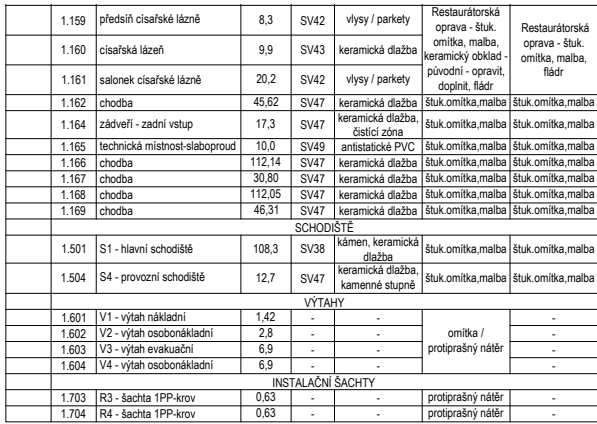 1.159 předsíň císařské lázně 8,3 SV42 vlysy / parkety
Restaurátorská
oprava - štuk.
omítka, malba,
keramický obklad -
původní - opravit,
doplnit, fládr
Restaurátorská
oprava - štuk.
omítka, malba,
fládr
1.160 císařská lázeň 9,9 SV43 keramická dlažba
1.161 salonek císařské lázně 20,2 SV42 vlysy / parkety
1.162 chodba 45,62 SV47 keramická dlažba štuk.omítka,malba štuk.omítka,malba
1.164 zádveří - zadní vstup 17,3 SV47 keramická dlažba,
čistící zóna štuk.omítka,malba štuk.omítka,malba
1.165 technická místnost-slaboproud 10,0 SV49 antistatické PVC štuk.omítka,malba štuk.omítka,malba
1.166 chodba 112,14 SV47 keramická dlažba štuk.omítka,malba štuk.omítka,malba
1.167 chodba 30,80 SV47 keramická dlažba štuk.omítka,malba štuk.omítka,malba
1.168 chodba 112,05 SV47 keramická dlažba štuk.omítka,malba štuk.omítka,malba
1.169 chodba 46,31 SV47 keramická dlažba štuk.omítka,malba štuk.omítka,malba
SCHODIŠTĚ
1.501 S1 - hlavní schodiště 108,3 SV38 kámen, keramická
dlažba štuk.omítka,malba štuk.omítka,malba
1.504 S4 - provozní schodiště 12,7 SV47 keramická dlažba,
kamenné stupně štuk.omítka,malba štuk.omítka,malba
VÝTAHY
1.601 V1 - výtah nákladní 1,42 - - -
1.602 V2 - výtah osobonákladní 2,8 - - -
omítka /
protiprašný nátěr
1.603 V3 - výtah evakuační 6,9 - - -
1.604 V4 - výtah osobonákladní 6,9 - - -
INSTALAČNÍ ŠACHTY
1.703 R3 - šachta 1PP-krov 0,63 - - protiprašný nátěr -
1.704 R4 - šachta 1PP-krov 0,63 - - protiprašný nátěr -